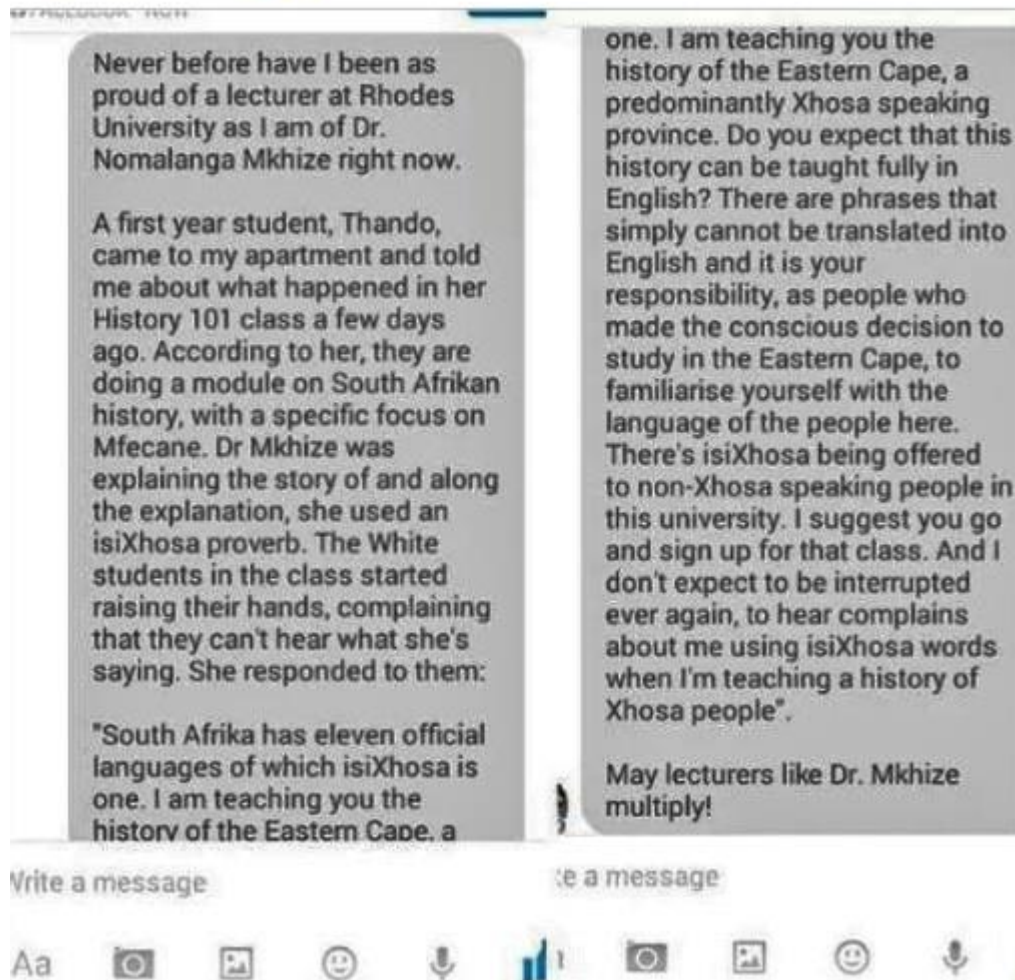 Never before have I been as
proud of a lecturer at Rhodes
University as I am of Dr.
Nomalanga Mkhize right now.
A first year student, Thando,
came to my apartment and told
me about what happened in her
History 101 class a few days
ago. According to her, they are
doing a module on South Afrikan
history, with a specific focus on
Mfecane. Dr Mkhize was
explaining the story of and along
the explanation, she used an
isiXhosa proverb. The White
students in the class started
raising their hands, complaining
that they can't hear what she's
saying. She responded to them:
"South Afrika has eleven official
languages of which isiXhosa is
one. I am teaching you the
history of the Eastern Cape, a
Write a message
Aa
one. I am teaching you the
history of the Eastern Cape, a
predominantly Xhosa speaking
province. Do you expect that this
history can be taught fully in
English? There are phrases that
simply cannot be translated into
English and it is your
responsibility, as people who
made the conscious decision to
study in the Eastern Cape, to
familiarise yourself with the
language of the people here.
There's isiXhosa being offered
to non-Xhosa speaking people in
this university. I suggest you go
and sign up for that class. And I
don't expect to be interrupted
ever again, to hear complains
about me using isiXhosa words
when I'm teaching a history of
Xhosa people".
May lecturers like Dr. Mkhize
multiply!
e a message